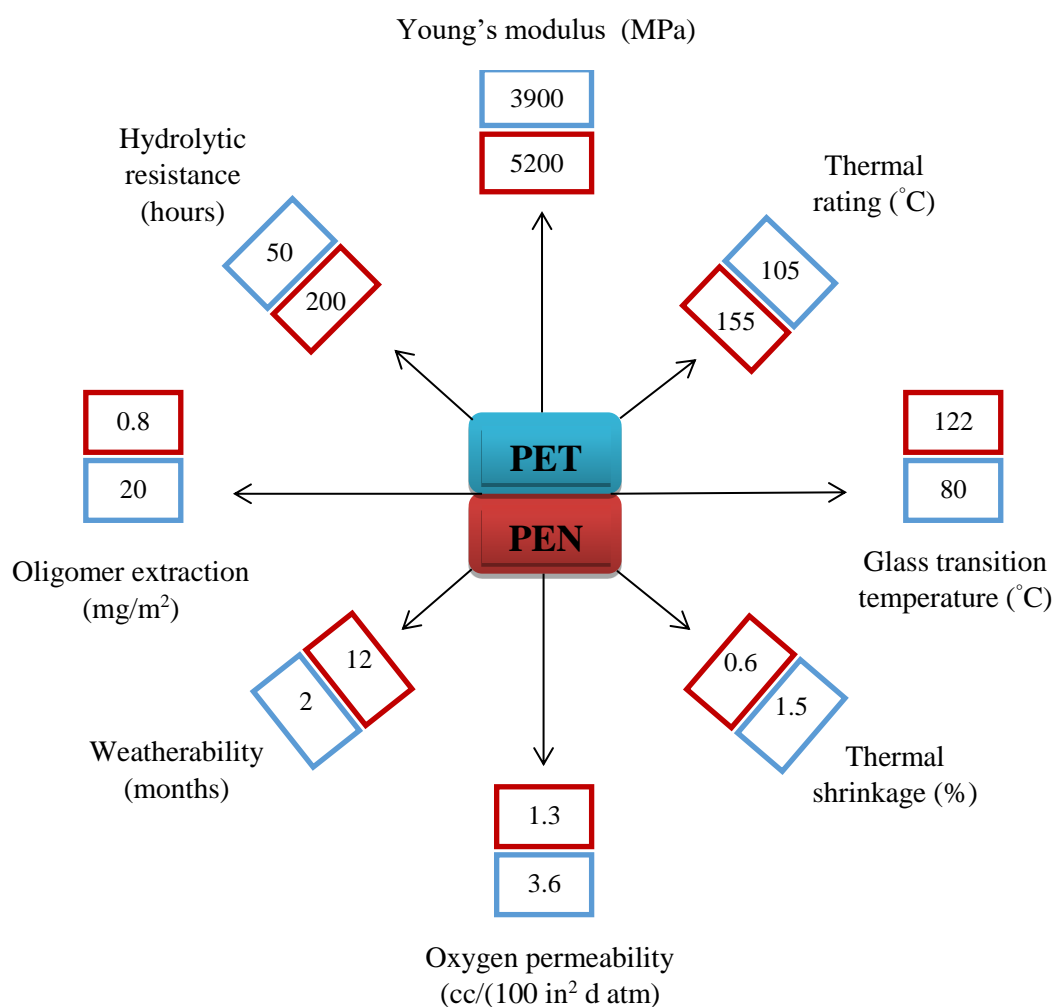 Young’s modulus (MPa)
3900
5200
Hydrolytic
resistance
(hours)
50
200
Thermal
rating (°C)
105
155
PET
PEN
0.8
20
Oligomer extraction
(mg/m²)
122
80
Glass transition
temperature (°C)
12
2
Weatherability
(months)
0.6
1.5
Thermal
shrinkage (%)
1.3
3.6
Oxygen permeability
(cc/(100 in² d atm)